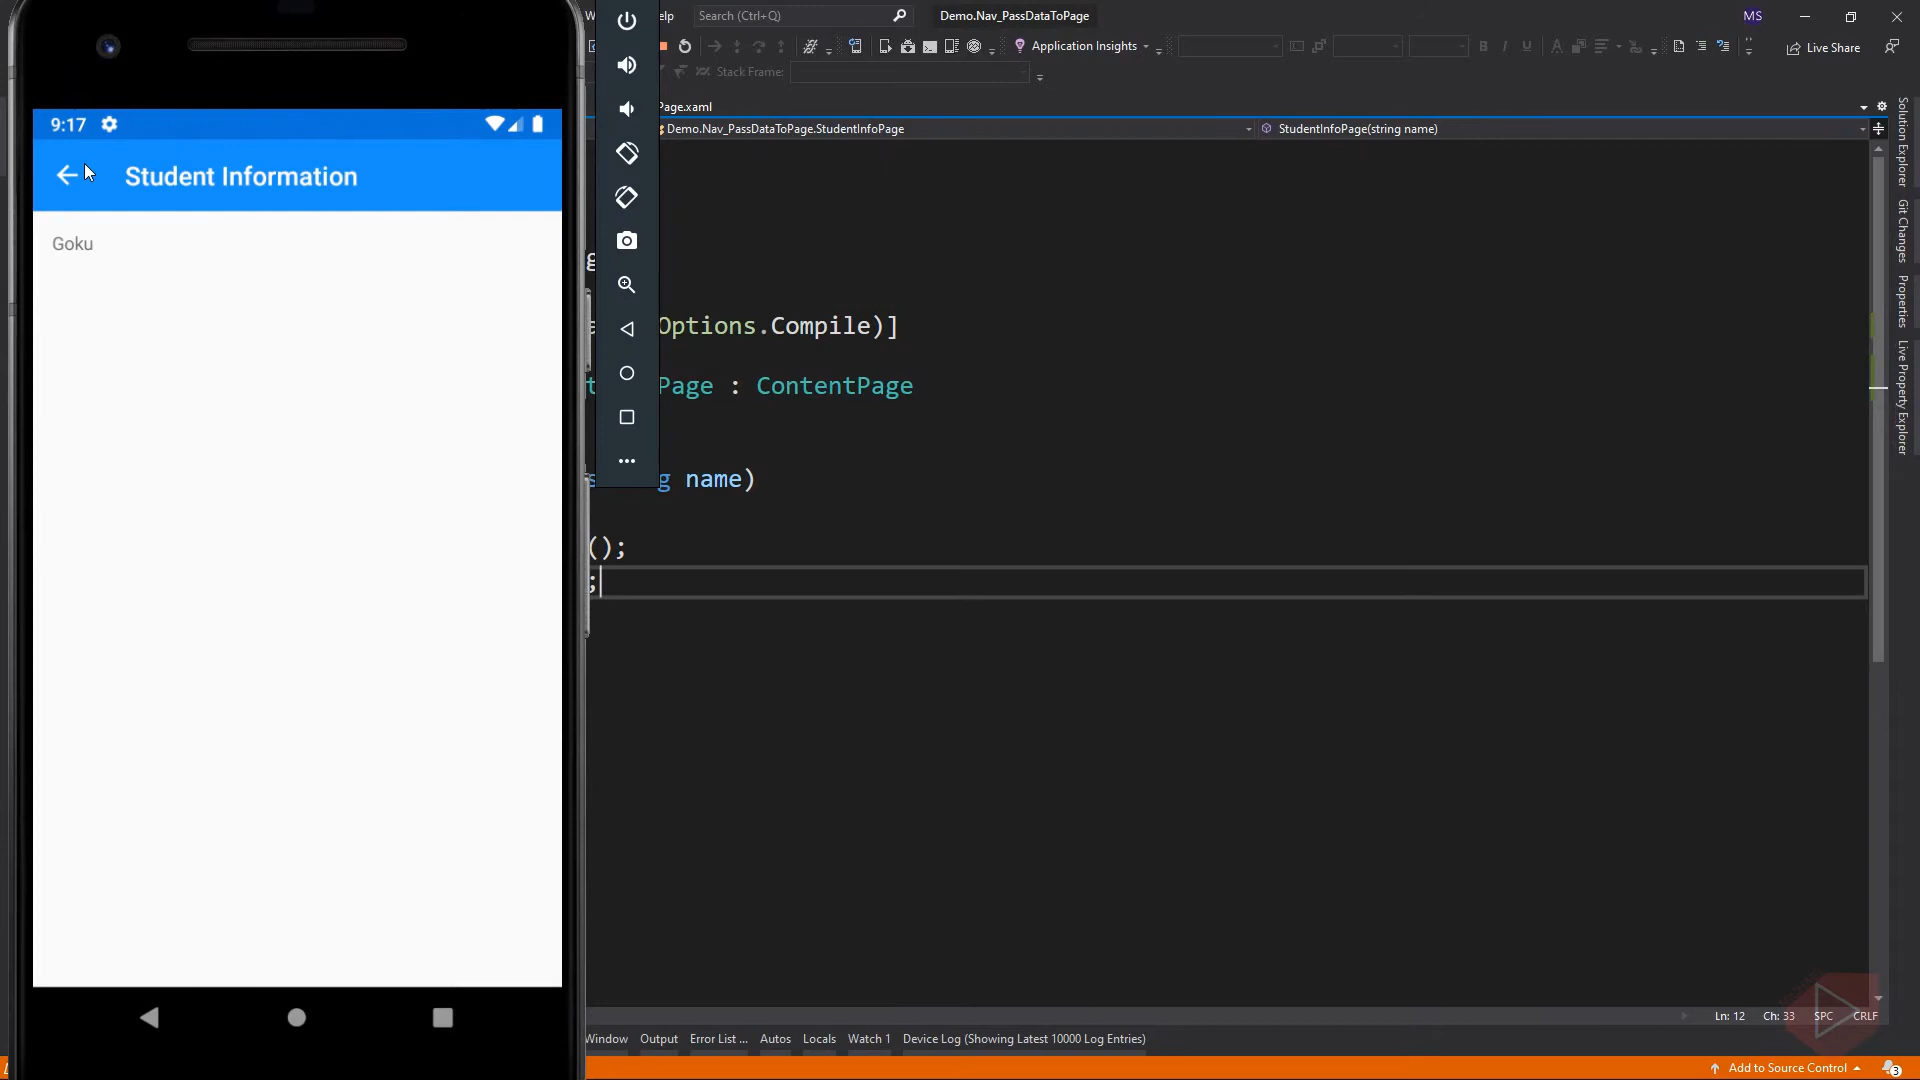 elp
Search (Ctrl+Q)
Demo.Nav_PassDataToPage
MS
Application Insights
Live Share
Stack Frame:
Page.xaml
Demo.Nav_PassDataToPage.StudentInfoPage
StudentInfoPage(string name)
9:17
Student Information
Goku
g
Options.Compile)]
Page : ContentPage
g name)
();
;
Solution Explorer
Git Changes
Properties
Live Property Explorer
Ln: 12
Ch: 33
SPC
CRLF
Window
Output
Error List ...
Autos
Locals
Watch 1
Device Log (Showing Latest 10000 Log Entries)
Add to Source Control
3